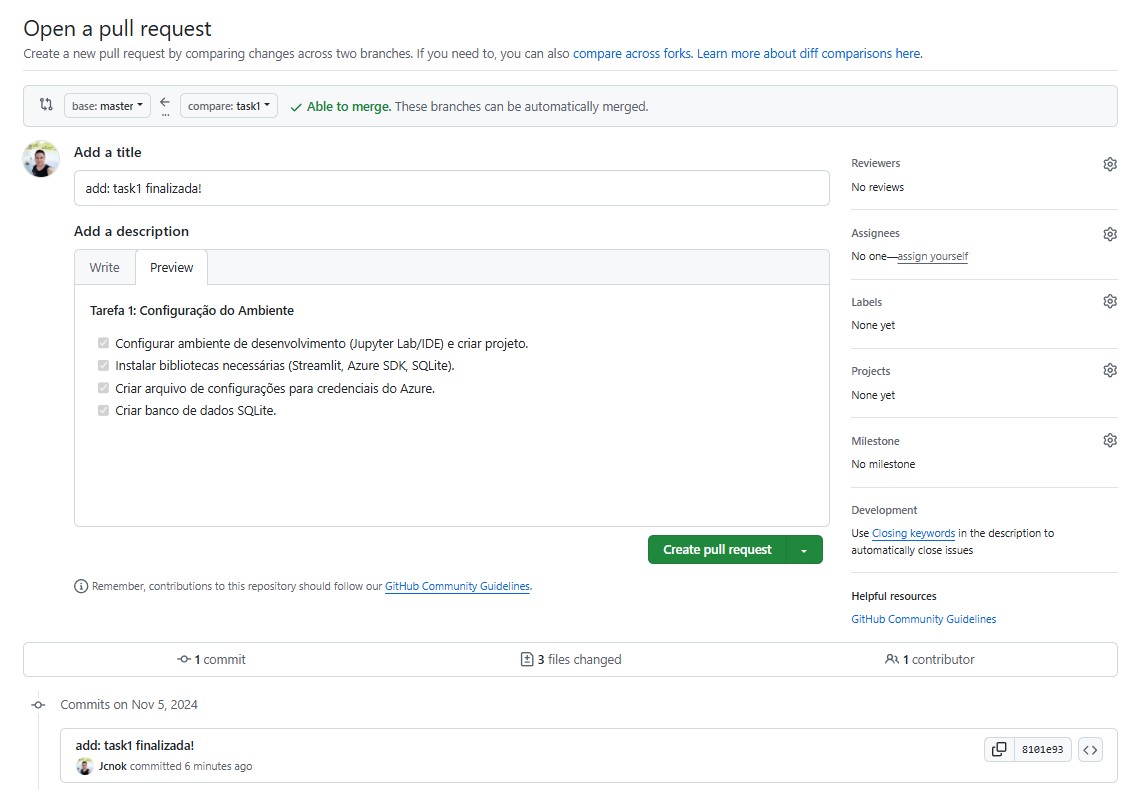 Open a pull request
Create a new pull request by comparing changes across two branches. If you need to, you can also compare across forks. Learn more about diff comparisons here.
base: master
compare: task1
Able to merge. These branches can be automatically merged.
Add a title
add: task1 finalizada!
Add a description
Write
Preview
Tarefa 1: Configuração do Ambiente
Configurar ambiente de desenvolvimento (Jupyter Lab/IDE) e criar projeto.
Instalar bibliotecas necessárias (Streamlit, Azure SDK, SQLite).
Criar arquivo de configurações para credenciais do Azure.
Criar banco de dados SQLite.
Create pull request
Remember, contributions to this repository should follow our GitHub Community Guidelines.
Reviewers
No reviews
Assignees
No one—assign yourself
Labels
None yet
Projects
None yet
Milestone
No milestone
Development
Use Closing keywords in the description to
automatically close issues
Helpful resources
GitHub Community Guidelines
1 commit
3 files changed
1 contributor
Commits on Nov 5, 2024
add: task1 finalizada!
Jcnok committed 6 minutes ago
8101e93